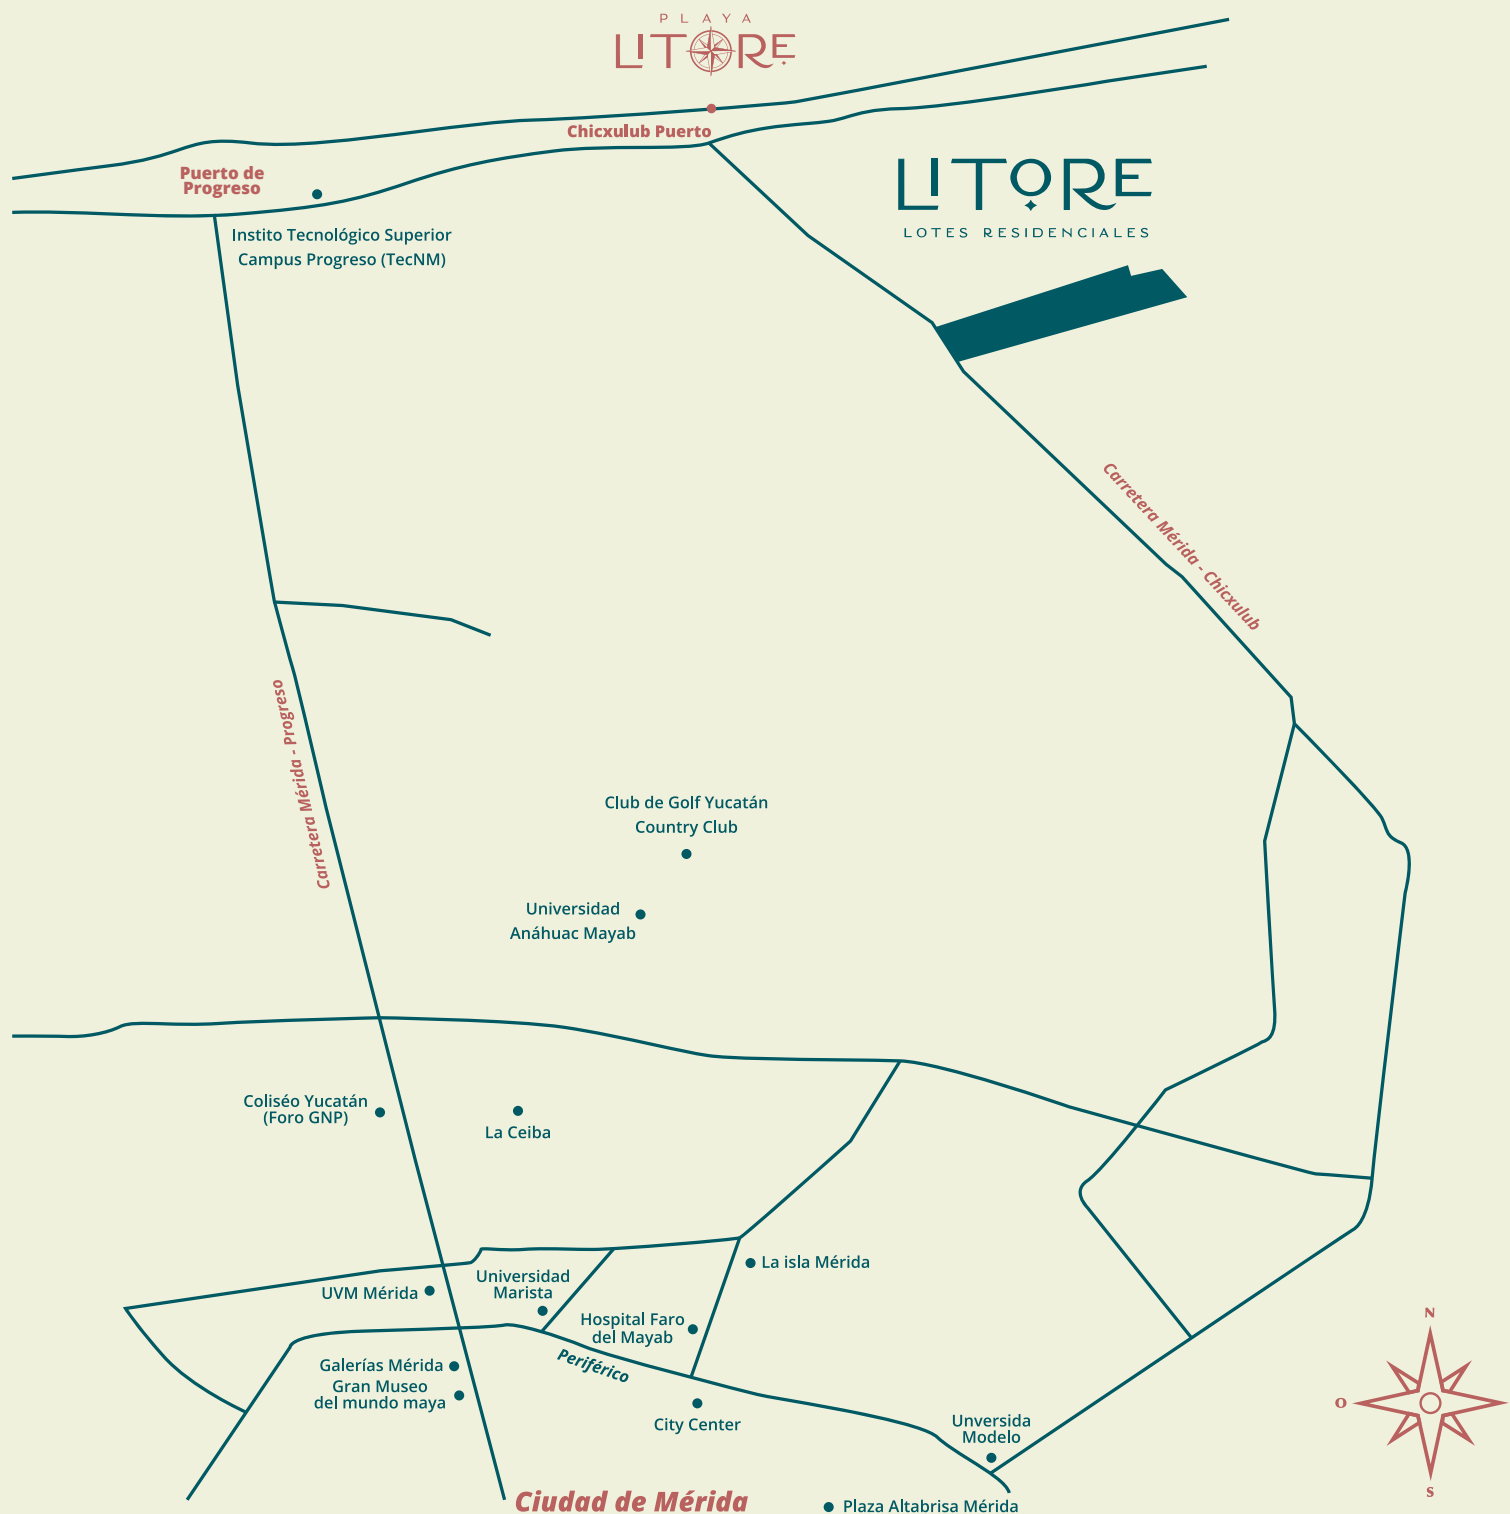 PLAYA
LITORE
Chicxulub Puerto
Puerto de
Progreso
LITORE
LOTES RESIDENCIALES
Instito Tecnológico Superior
Campus Progreso (TecNM)
Carretera Mérida - Chicxulub
Carretera Mérida - Progreso
Club de Golf Yucatán
Country Club
Universidad
Anáhuac Mayab
Coliséo Yucatán
(Foro GNP)
La Ceiba
La isla Mérida
UVM Mérida
Universidad
Marista
Hospital Faro
del Mayab
Periférico
Galerías Mérida
Gran Museo
del mundo maya
City Center
Unversida
Modelo
N
O
S
Ciudad de Mérida
Plaza Altabrisa Mérida